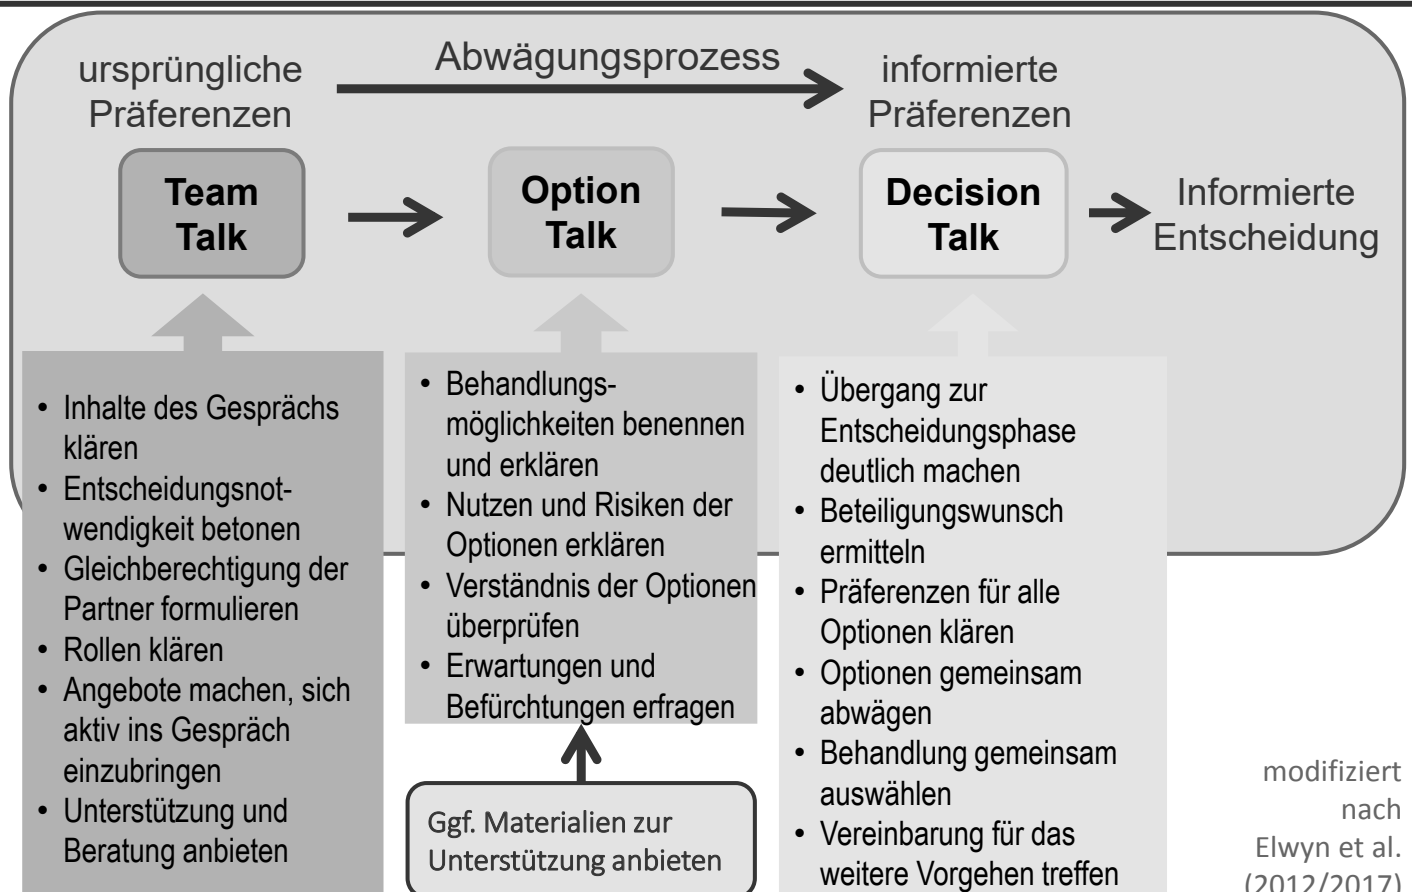 ursprüngliche
Präferenzen
Abwägungsprozess
informierte
Präferenzen
Team
Talk
Option
Talk
Decision
Talk
Informierte
Entscheidung
• Inhalte des Gesprächs
klären
• Entscheidungsnot-
wendigkeit betonen
• Gleichberechtigung der
Partner formulieren
• Rollen klären
• Angebote machen, sich
aktiv ins Gespräch
einzubringen
• Unterstützung und
Beratung anbieten
• Behandlungs-
möglichkeiten benennen
und erklären
• Nutzen und Risiken der
Optionen erklären
• Verständnis der Optionen
überprüfen
• Erwartungen und
Befürchtungen erfragen
Ggf. Materialien zur
Unterstützung anbieten
• Übergang zur
Entscheidungsphase
deutlich machen
• Beteiligungswunsch
ermitteln
• Präferenzen für alle
Optionen klären
• Optionen gemeinsam
abwägen
• Behandlung gemeinsam
auswählen
• Vereinbarung für das
weitere Vorgehen treffen
modifiziert
nach
Elwyn et al.
(2012/2017)